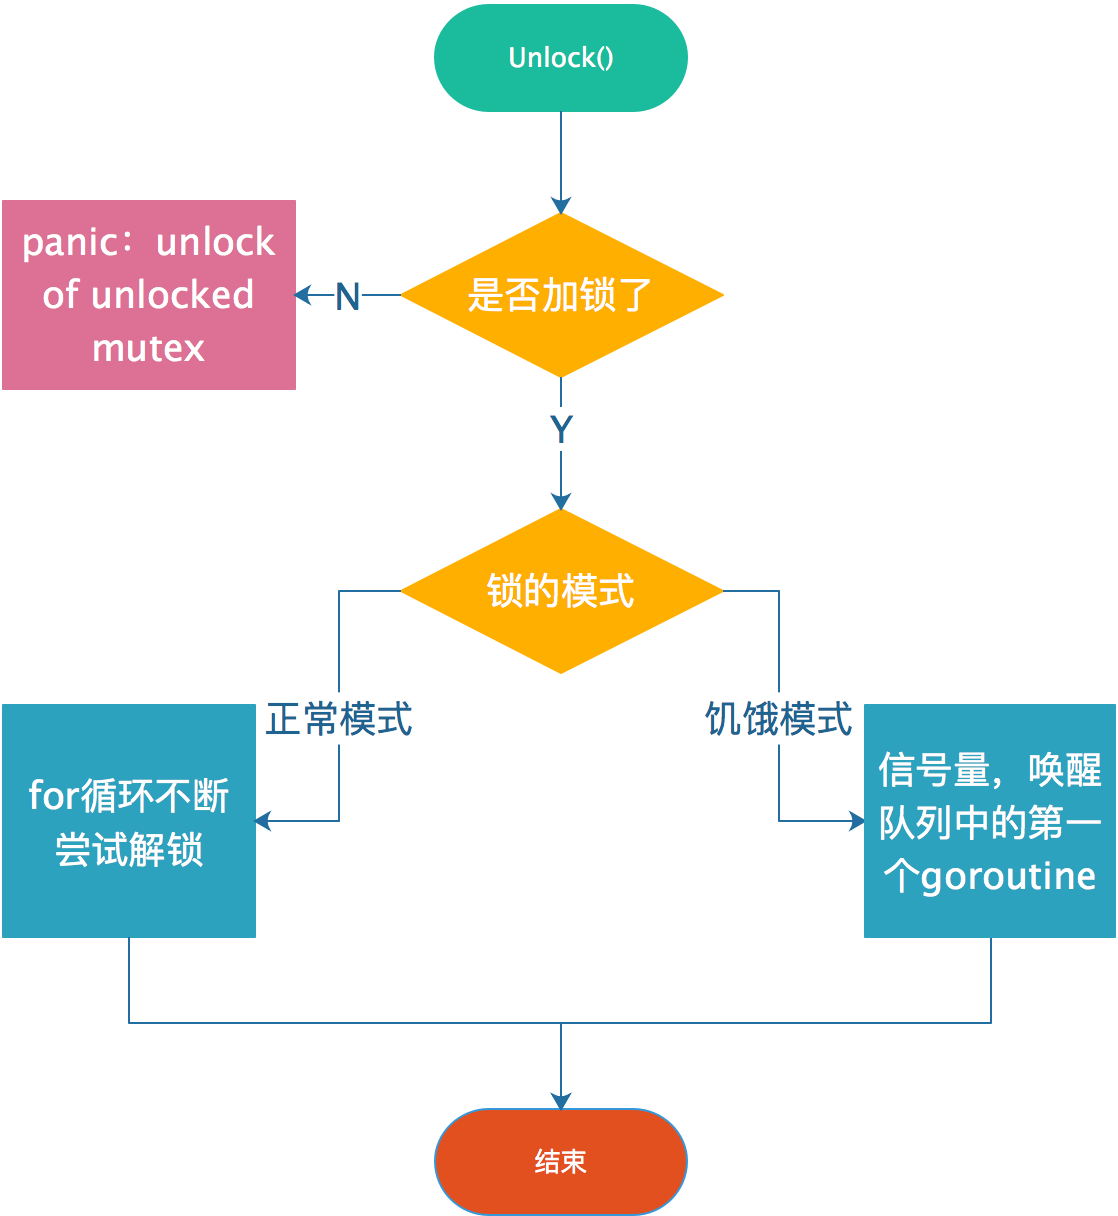 Unlock()
panic：unlock
of unlocked
mutex
N
是否加锁了
Y
锁的模式
正常模式
饥饿模式
for循环不断
尝试解锁
信号量，唤醒
队列中的第一
个goroutine
结束